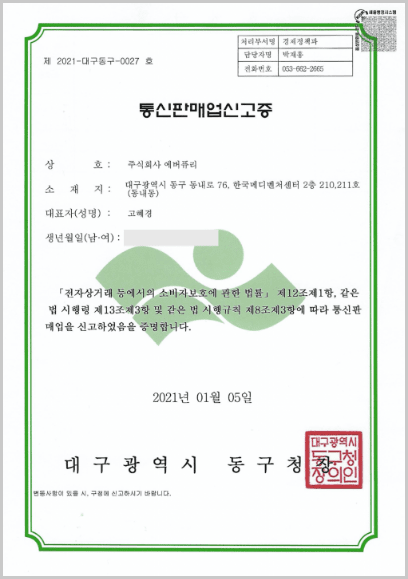 새올행정시스템
처리부서명 경제정책과
담당자명 박재홍
전화번호 053-662-2665
제 2021-대구동구-0027 호
통신판매업신고증
상 호 : 주식회사 에버퓨리
소 재 지 : 대구광역시 동구 동내로 76, 한국메디벤처센터 2층 210,211호
(동내동)
대표자(성명) : 고혜경
생년월일(남·여) :
「전자상거래 등에서의 소비자보호에 관한 법률」 제12조제1항, 같은
법 시행령 제13조제3항 및 같은 법 시행규칙 제8조제3항에 따라 통신판
매업을 신고하였음을 증명합니다.
2021년 01월 05일
대구광역시 동구청장
대구광역시
동구청
장의인
변동사항이 있을 시, 구청에 신고하시기 바랍니다.